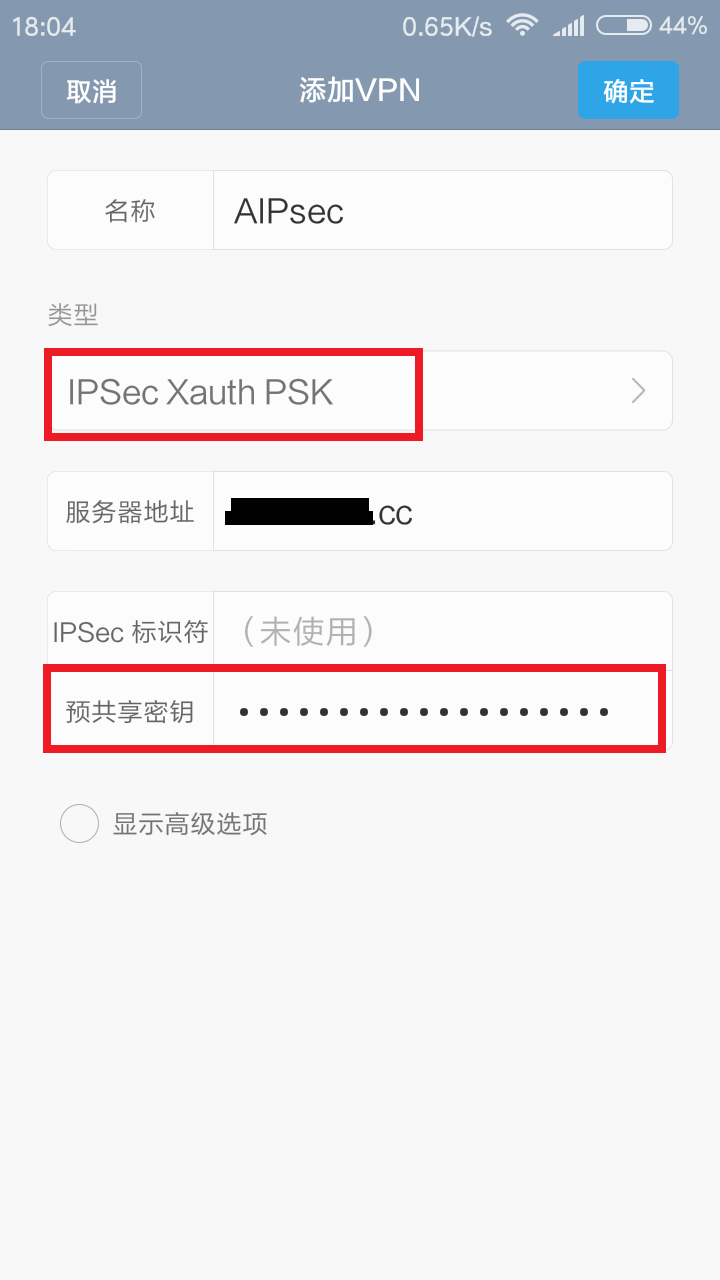 18:04 0.65K/s 44%
取消 添加VPN 确定
名称 AIPsec
类型
IPSec Xauth PSK
服务器地址 .cc
IPSec 标识符 （未使用）
预共享密钥 •••••••••••••••••••
显示高级选项